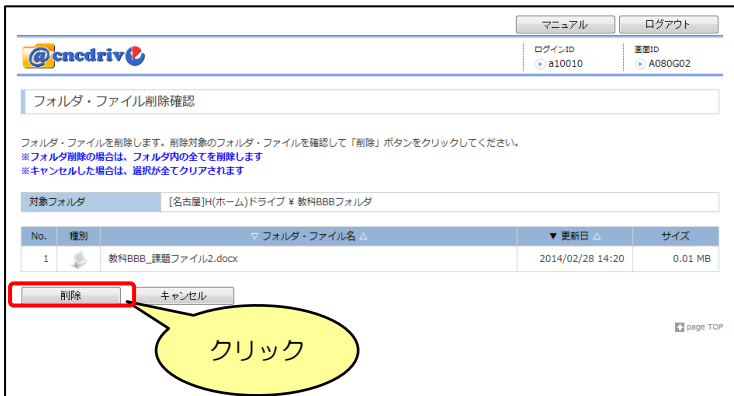 マニュアル ログアウト
@cncdrive
ログインID 画面ID
a10010 A080G02
フォルダ・ファイル削除確認
フォルダ・ファイルを削除します。削除対象のフォルダ・ファイルを確認して「削除」ボタンをクリックしてください。
※フォルダ削除の場合は、フォルダ内の全てを削除します
※キャンセルした場合は、選択が全てクリアされます
対象フォルダ [名古屋]H(ホーム)ドライブ ¥ 教科BBBフォルダ
No. 種別 ▽ フォルダ・ファイル名 △ ▼ 更新日 △ サイズ
1 教科BBB_課題ファイル2.docx 2014/02/28 14:20 0.01 MB
削除 キャンセル
page TOP
クリック